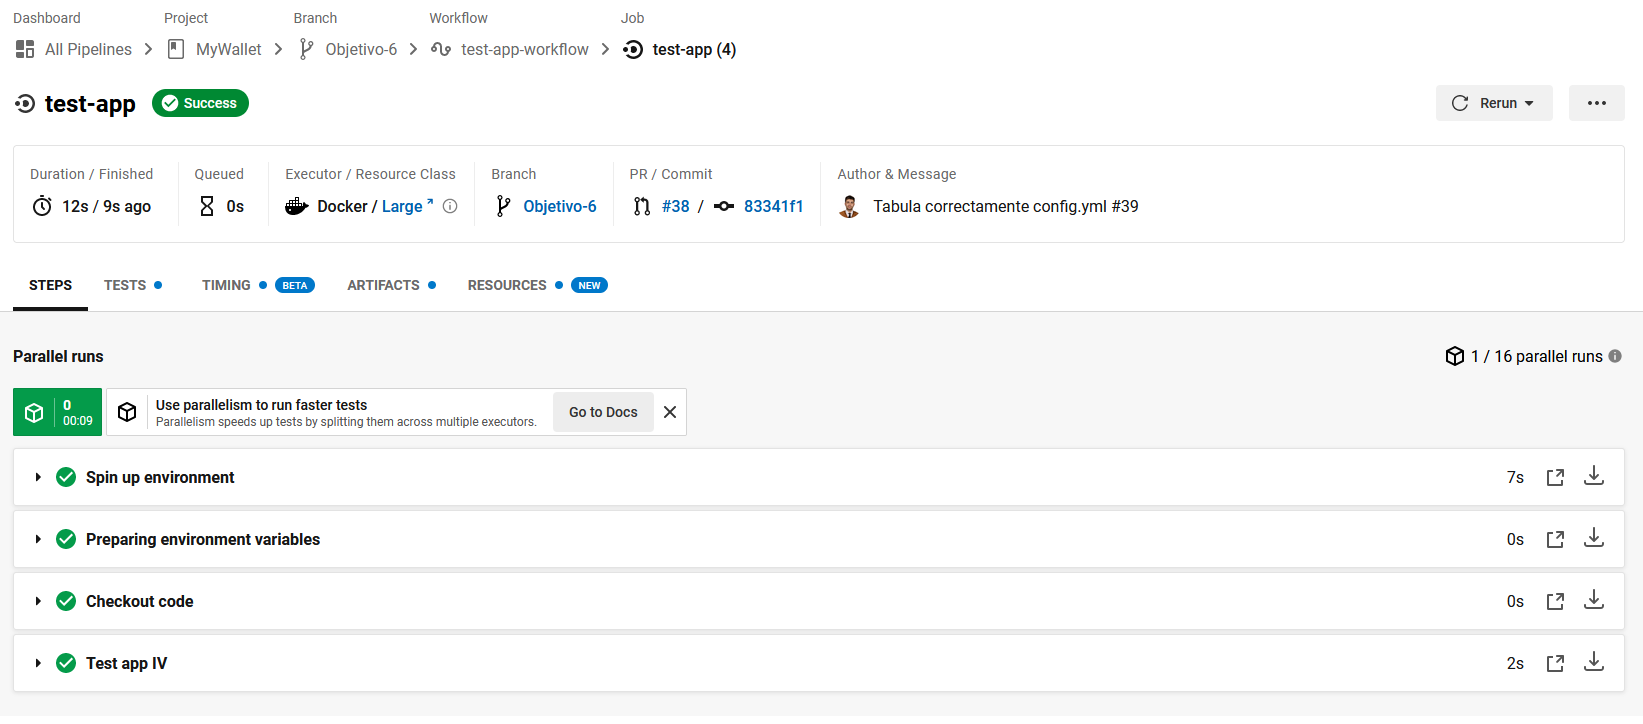 Dashboard Project Branch Workflow Job
All Pipelines MyWallet Objetivo-6 test-app-workflow test-app (4)
test-app Success Rerun
Duration / Finished Queued Executor / Resource Class Branch PR / Commit Author & Message
12s / 9s ago 0s Docker / Large Objetivo-6 #38 / 83341f1 Tabula correctamente config.yml #39
STEPS TESTS TIMING BETA ARTIFACTS RESOURCES NEW
Parallel runs 1 / 16 parallel runs
0
00:09
Use parallelism to run faster tests
Parallelism speeds up tests by splitting them across multiple executors.
Go to Docs
Spin up environment 7s
Preparing environment variables 0s
Checkout code 0s
Test app IV 2s